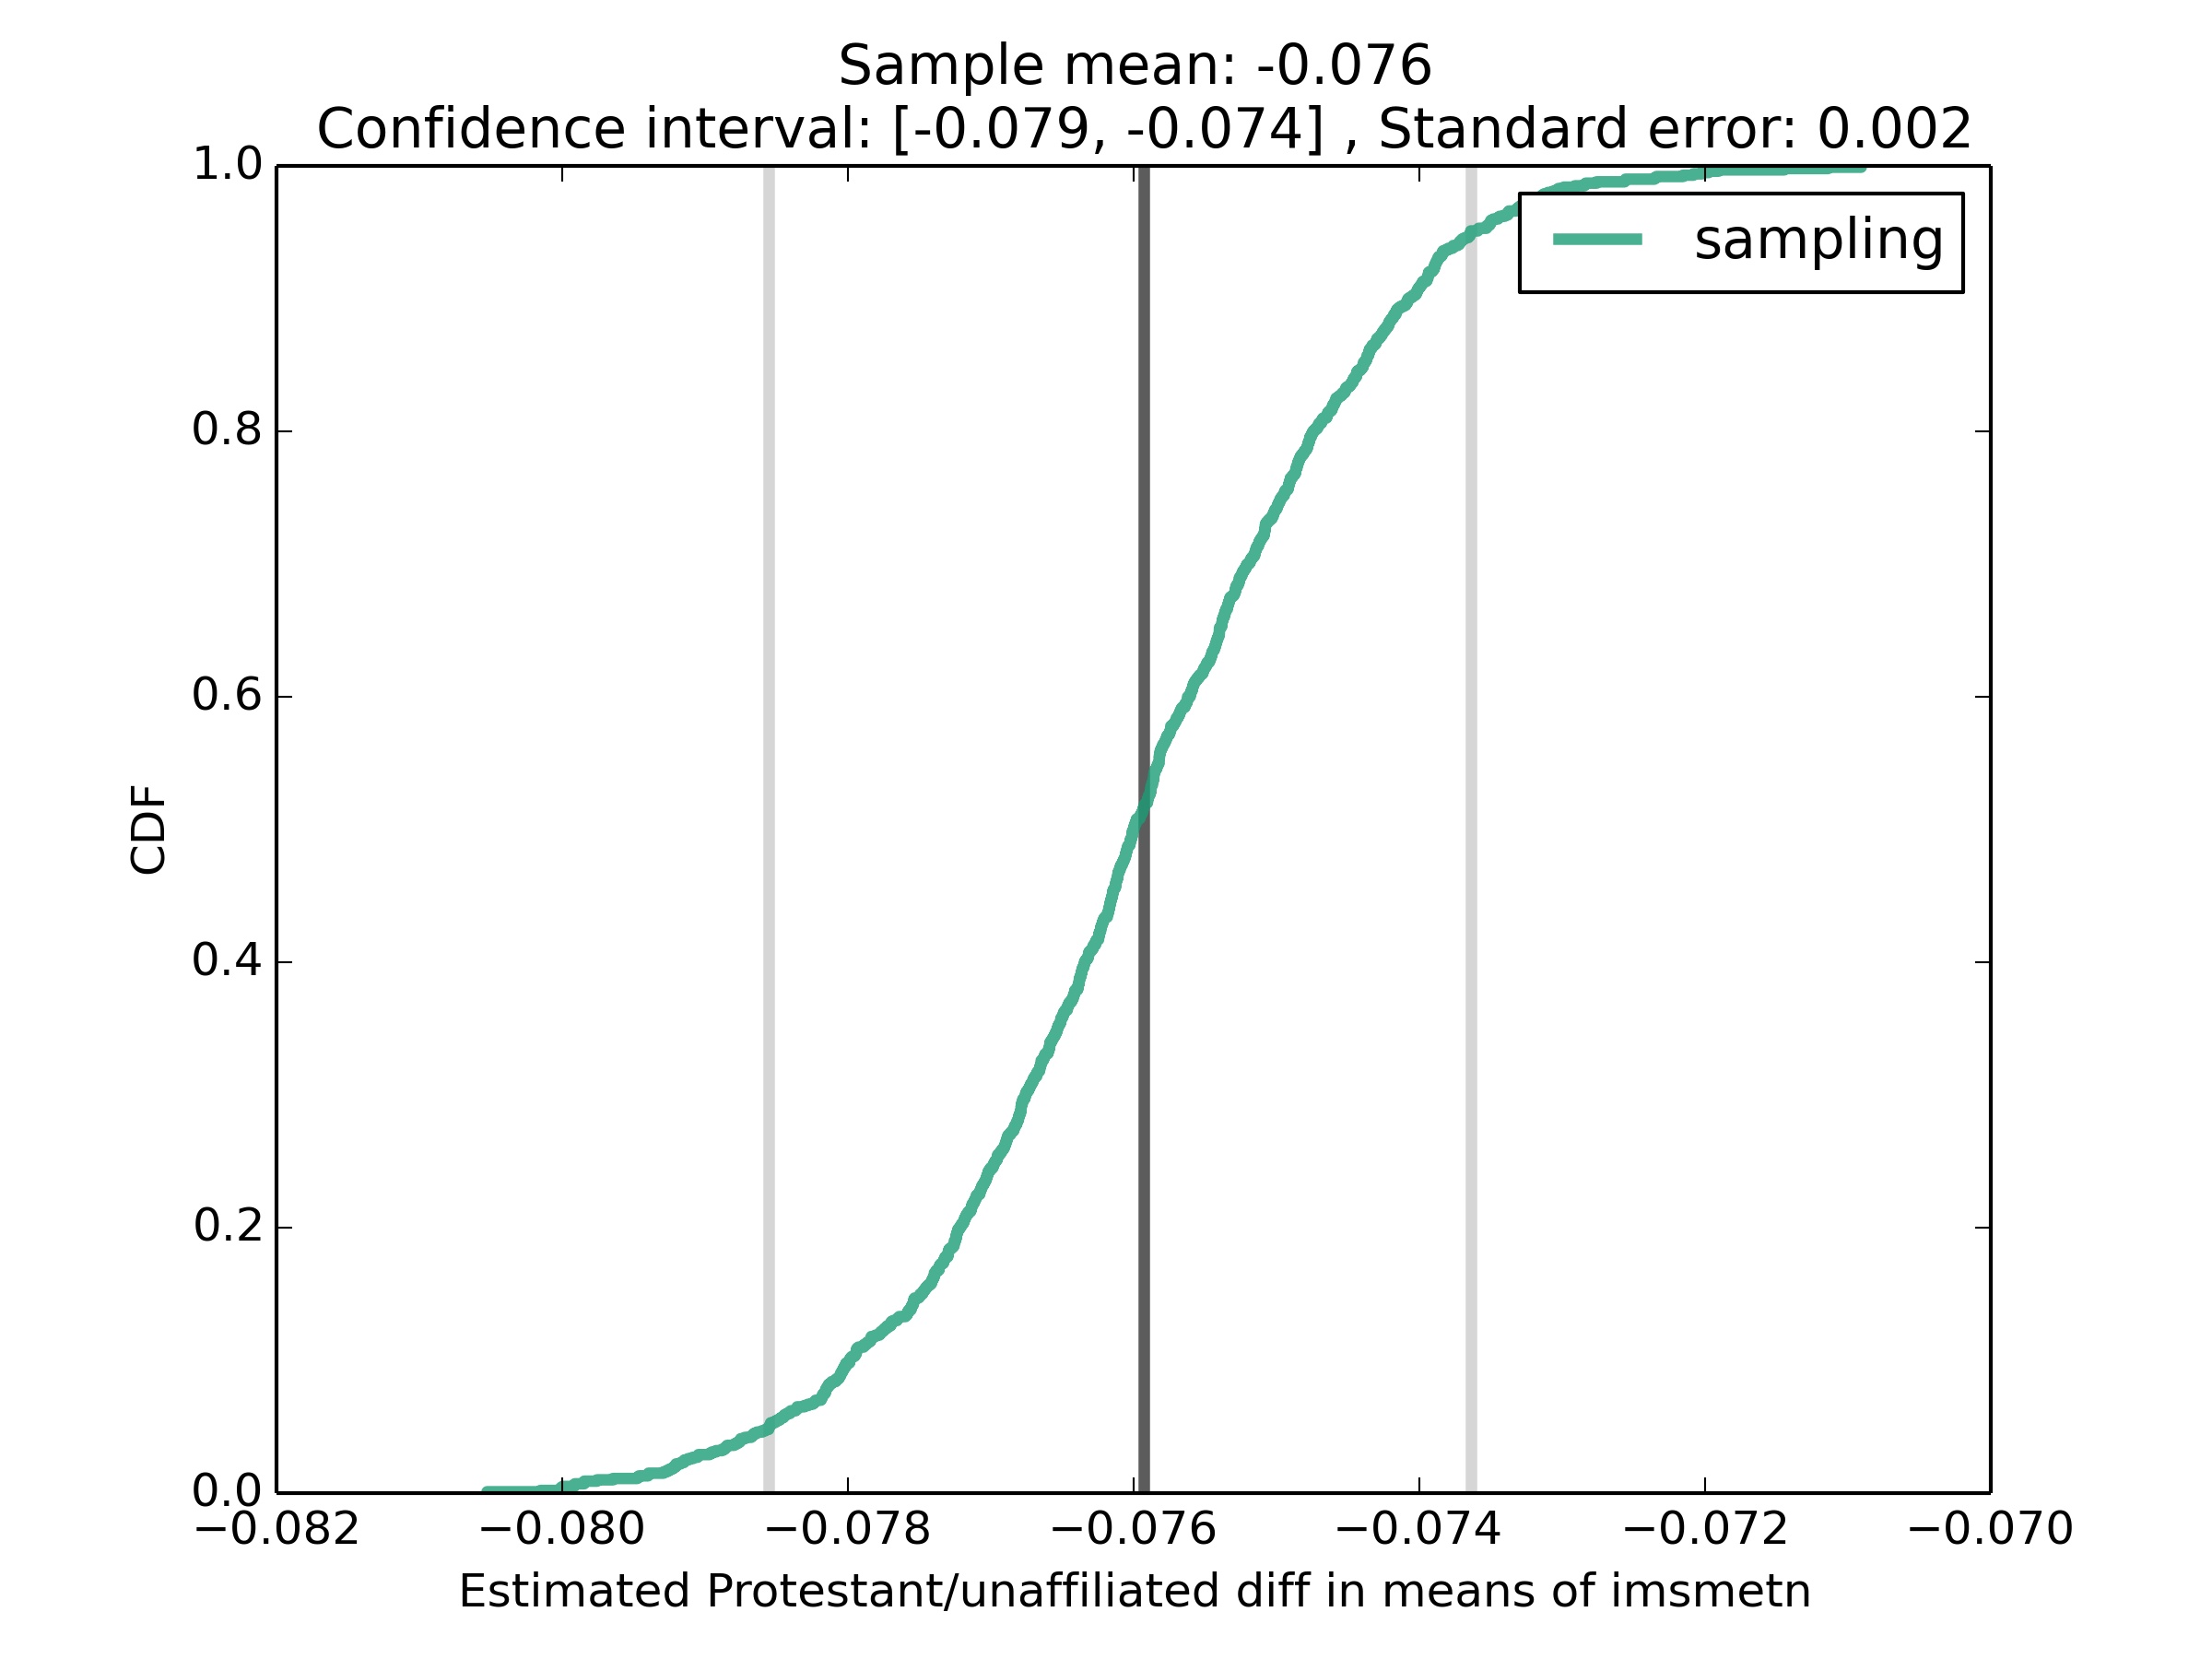 Sample mean: -0.076
Confidence interval: [-0.079, -0.074] , Standard error: 0.002
1.0
sampling
0.8
0.6
CDF
0.4
0.2
0.0
−0.082 −0.080 −0.078 −0.076 −0.074 −0.072 −0.070
Estimated Protestant/unaffiliated diff in means of imsmetn